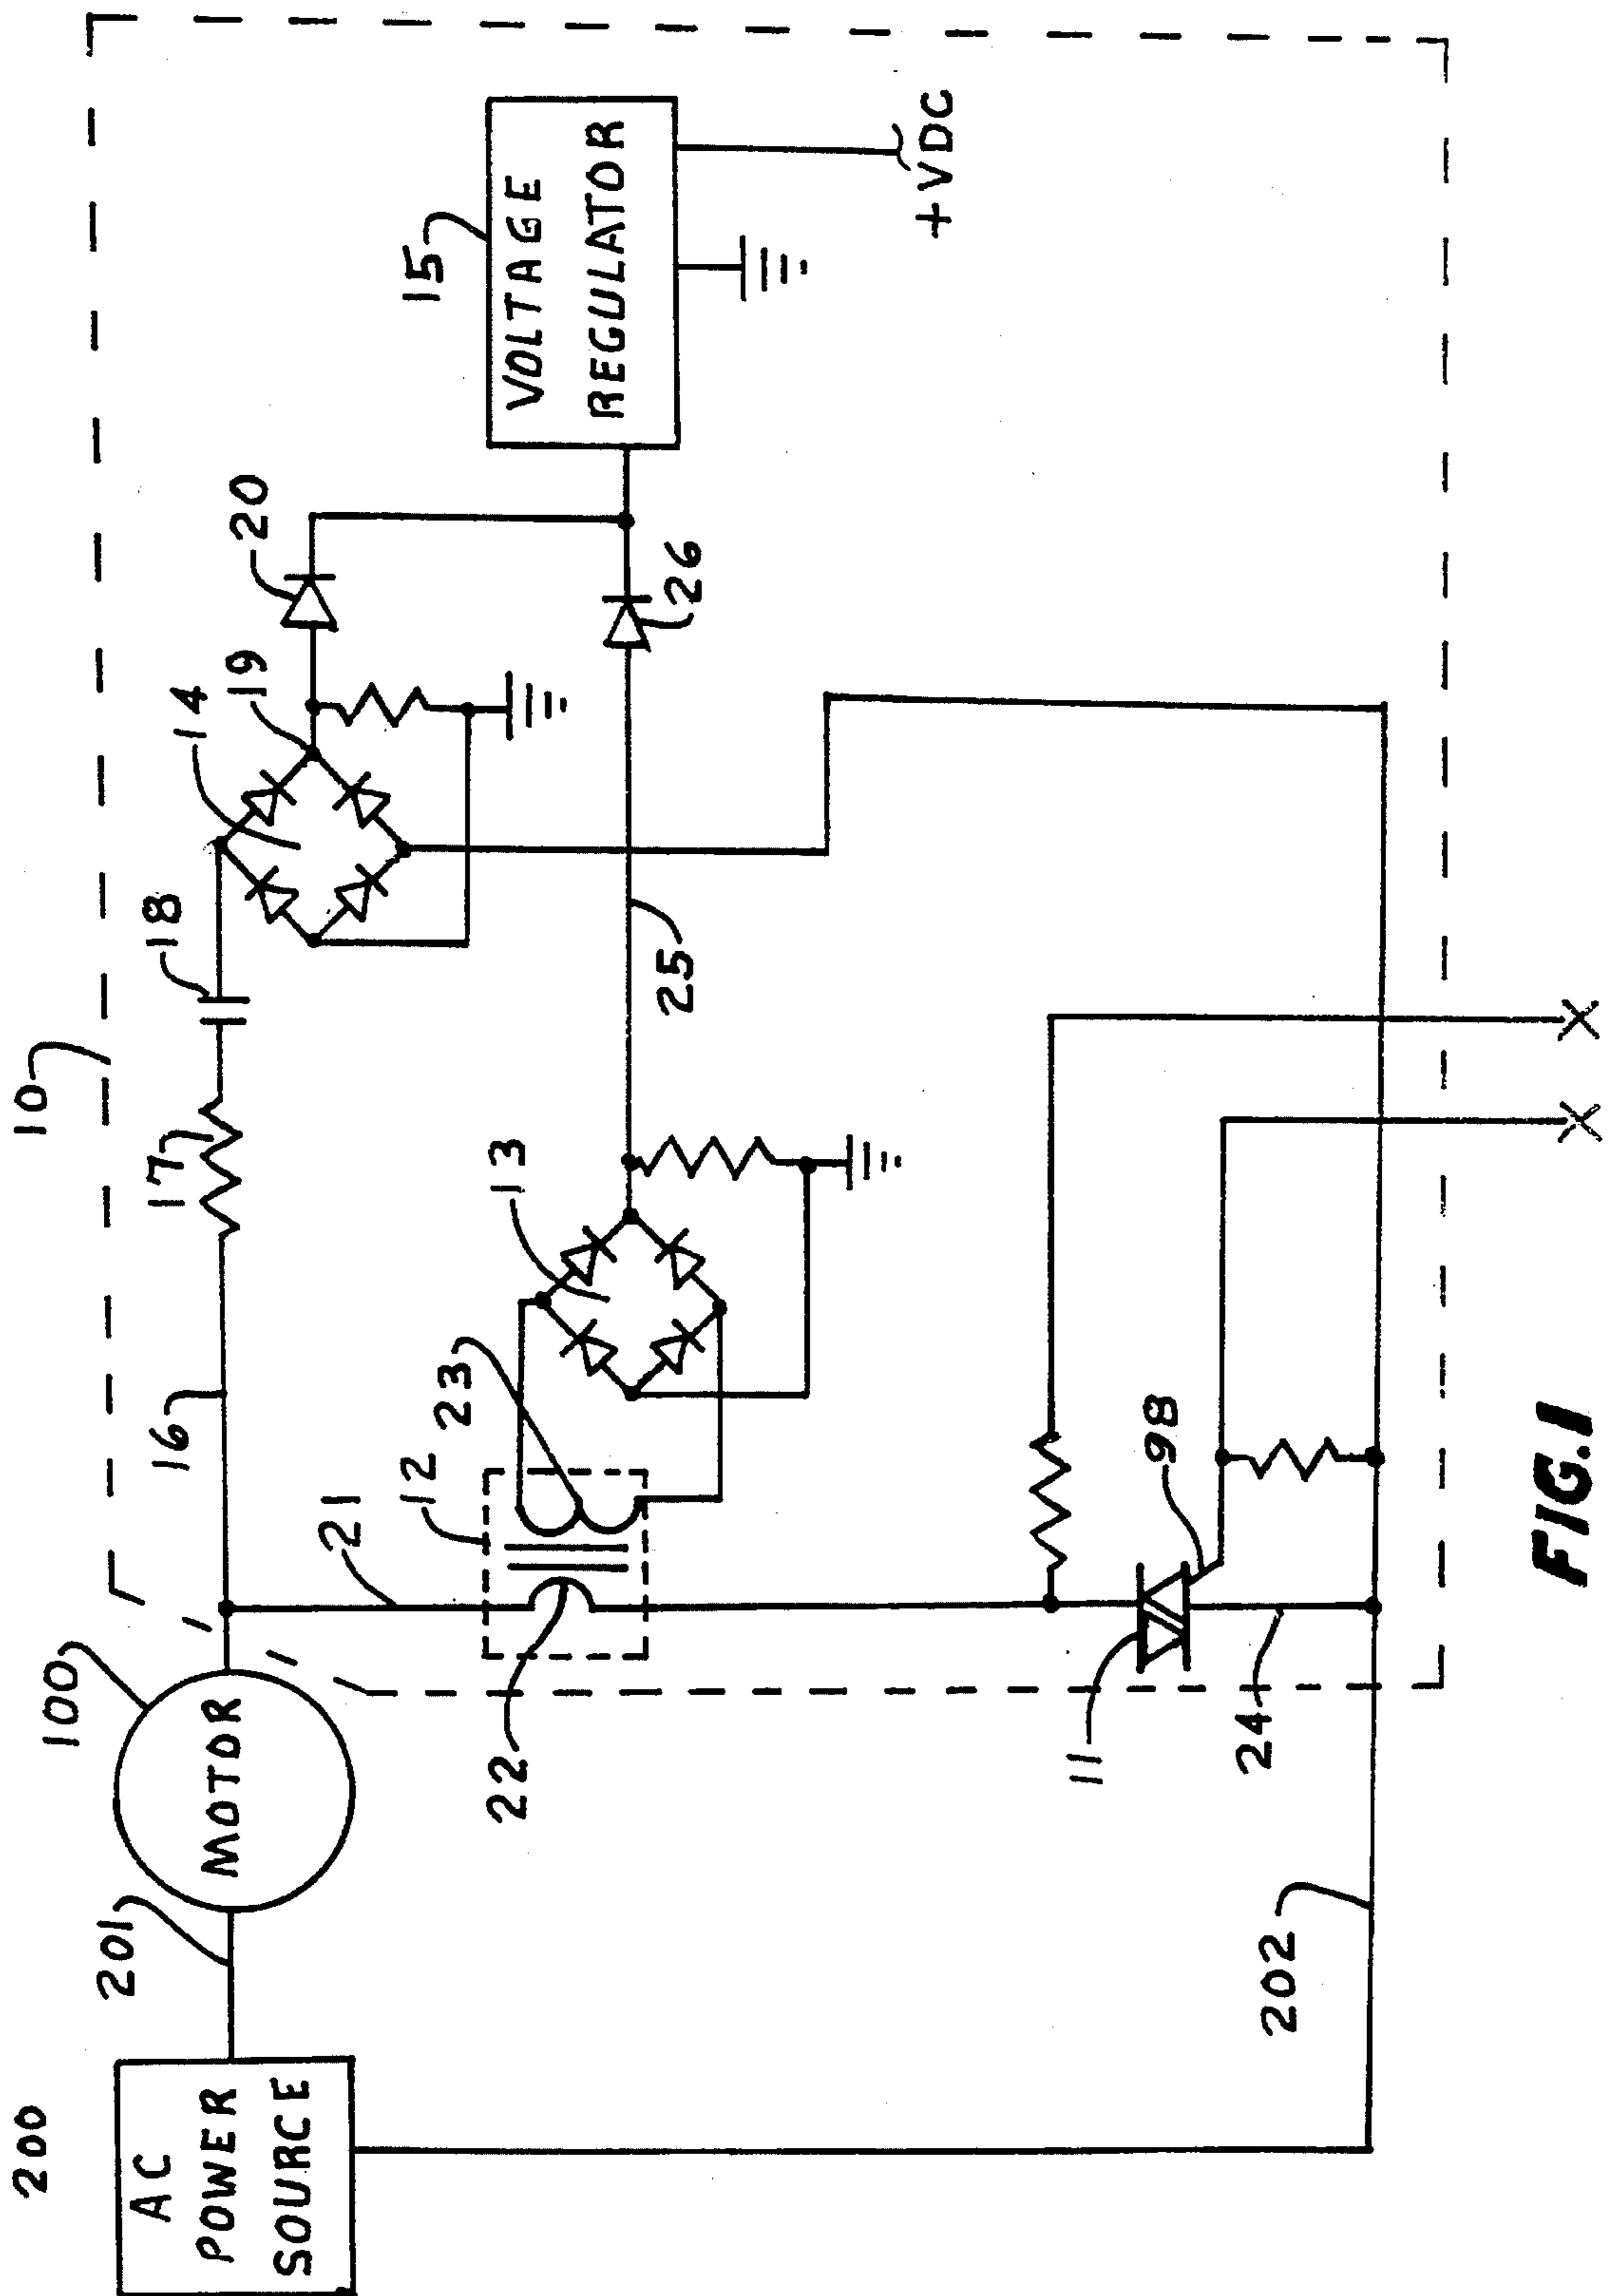 200
AC
POWER
SOURCE
201
100
MOTOR
10
16
17
18
14
19
20
15
VOLTAGE
REGULATOR
+VDC
21
12
23
22
13
25
26
11
98
24
202
X
X
FIG.1